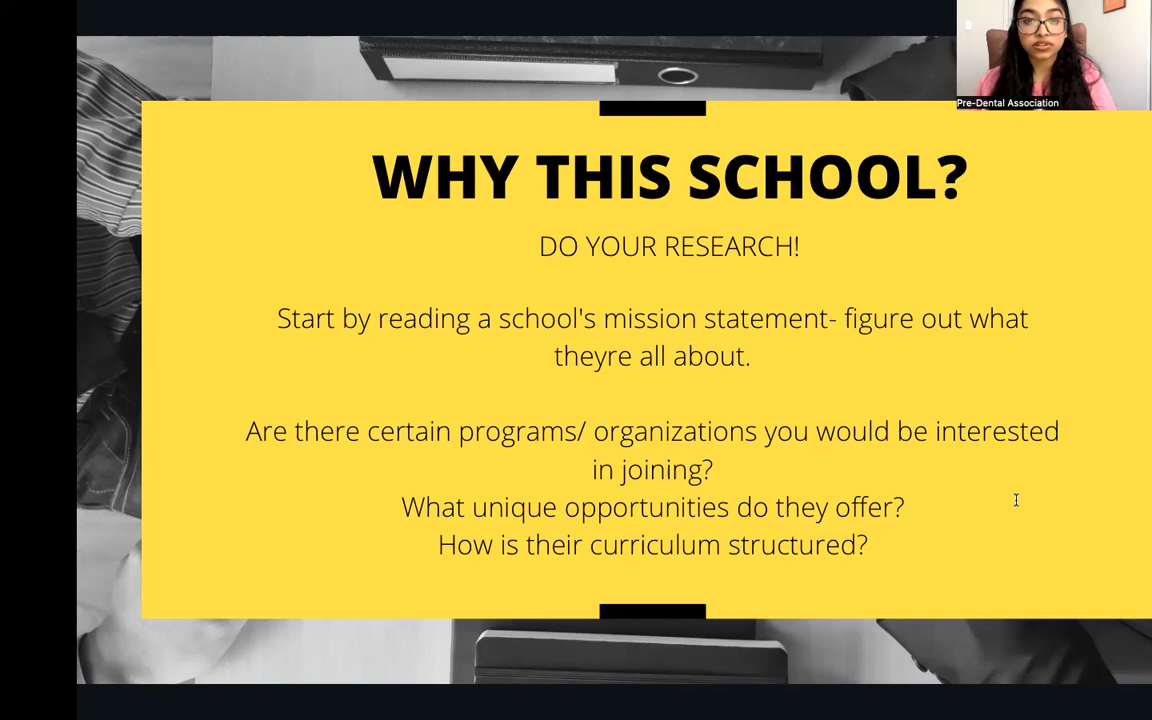 Pre-Dental Association
WHY THIS SCHOOL?
DO YOUR RESEARCH!
Start by reading a school's mission statement- figure out what
theyre all about.
Are there certain programs/ organizations you would be interested
in joining?
What unique opportunities do they offer?
How is their curriculum structured?